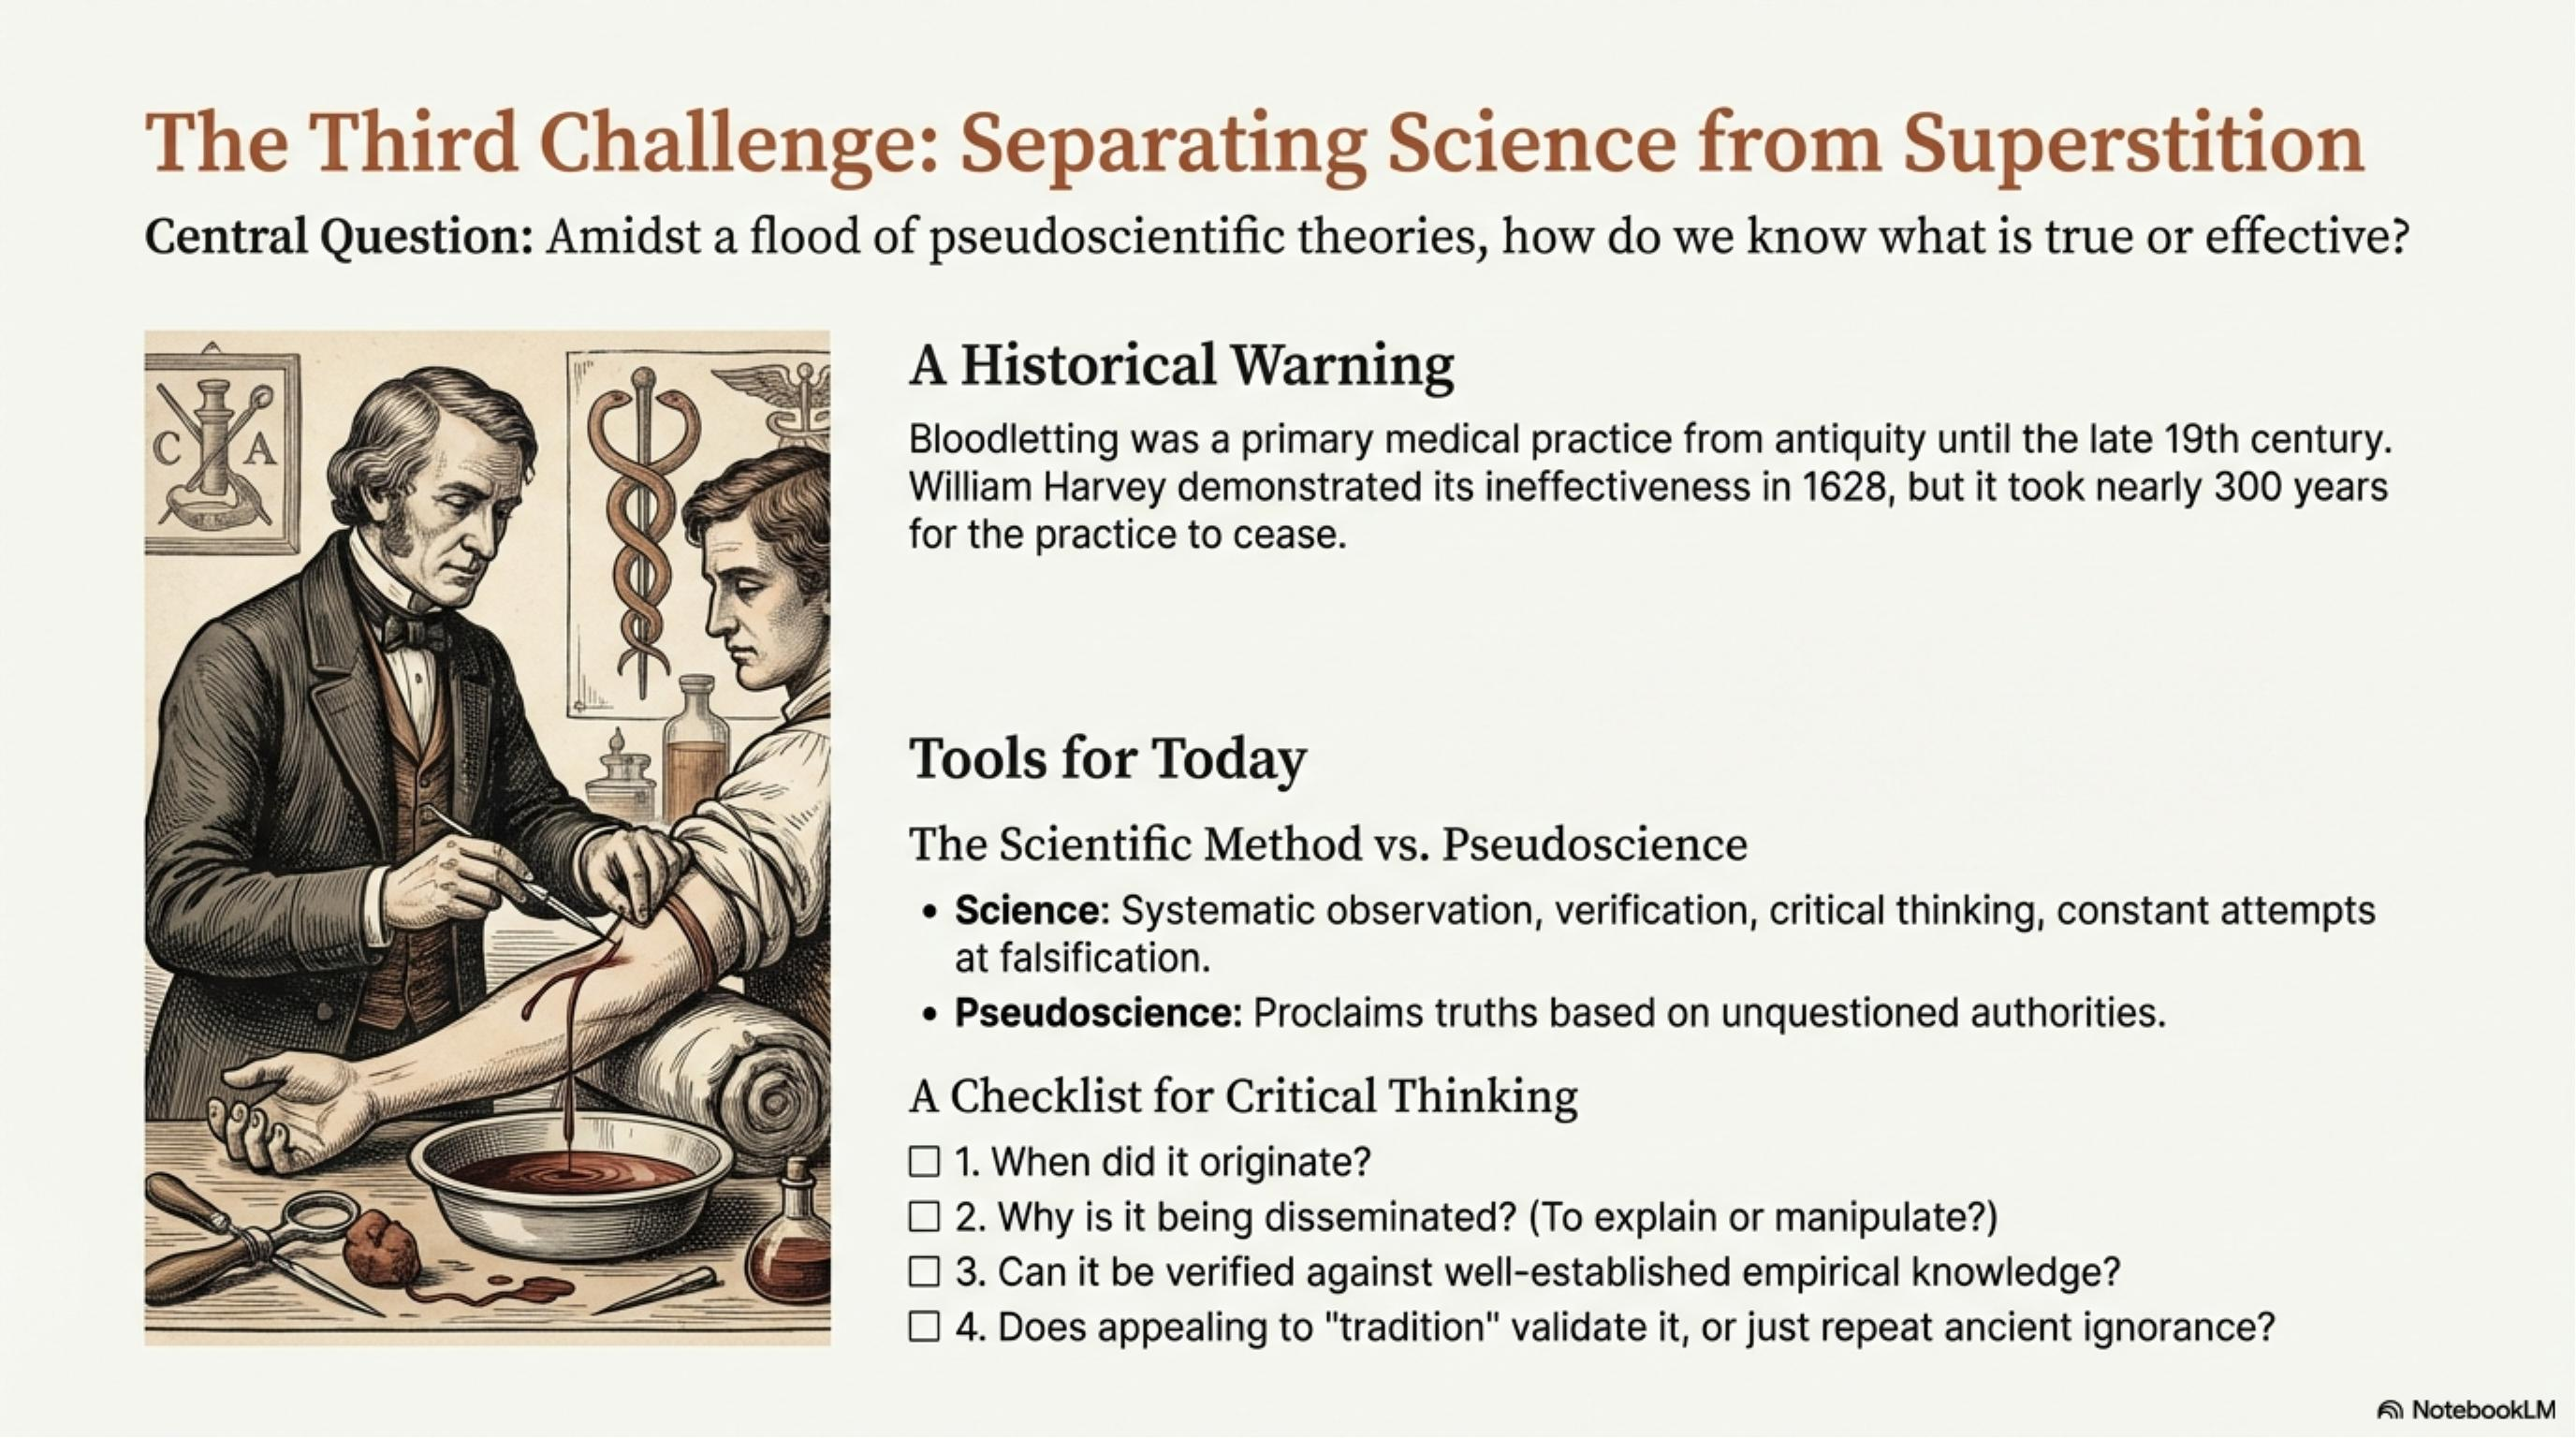 The Third Challenge: Separating Science from Superstition
Central Question: Amidst a flood of pseudoscientific theories, how do we know what is true or effective?
C A
A Historical Warning
Bloodletting was a primary medical practice from antiquity until the late 19th century.
William Harvey demonstrated its ineffectiveness in 1628, but it took nearly 300 years
for the practice to cease.
Tools for Today
The Scientific Method vs. Pseudoscience
• Science: Systematic observation, verification, critical thinking, constant attempts
at falsification.
• Pseudoscience: Proclaims truths based on unquestioned authorities.
A Checklist for Critical Thinking
☐ 1. When did it originate?
☐ 2. Why is it being disseminated? (To explain or manipulate?)
☐ 3. Can it be verified against well-established empirical knowledge?
☐ 4. Does appealing to "tradition" validate it, or just repeat ancient ignorance?
NotebookLM